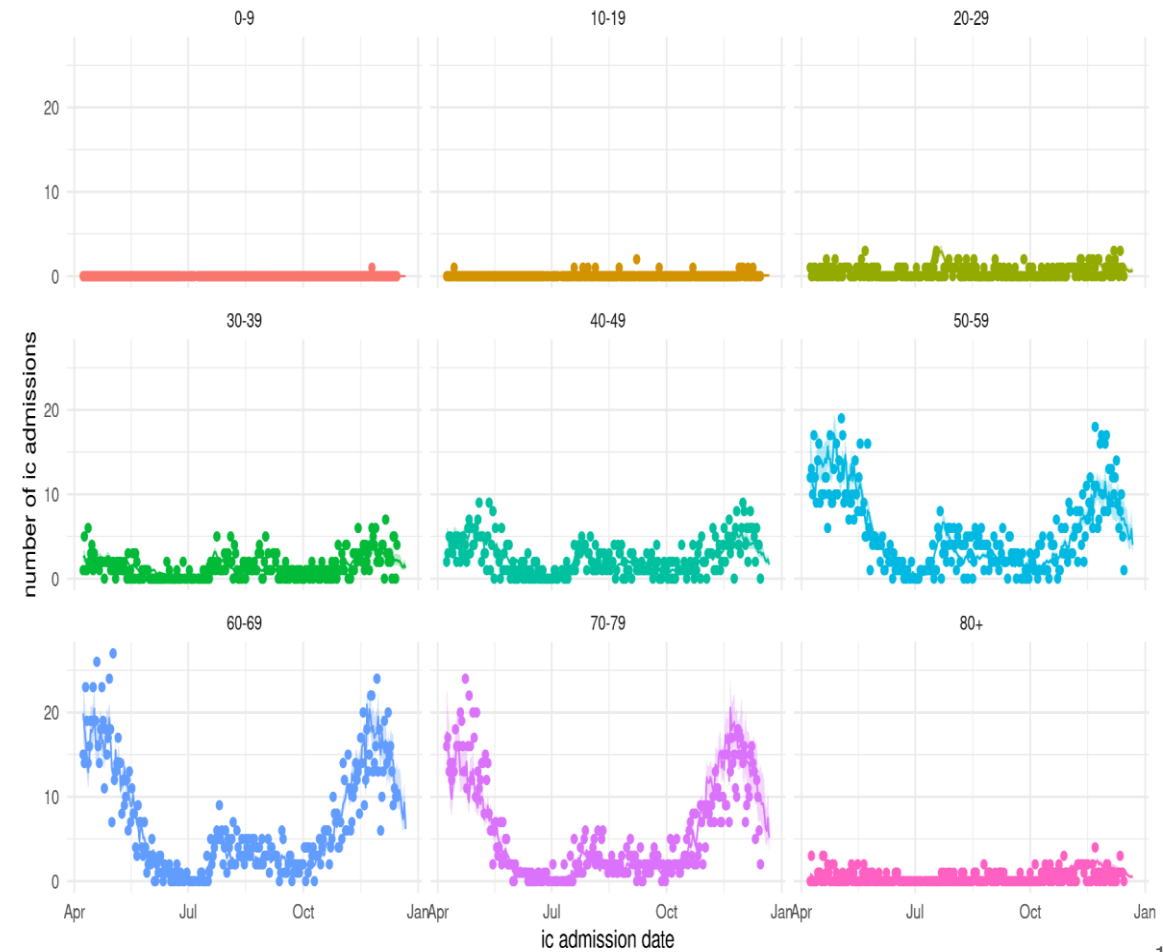 0-9 10-19 20-29
20
10
0
30-39 40-49 50-59
20
10
0
60-69 70-79 80+
20
10
0
Apr Jul Oct Jan Apr Jul Oct Jan Apr Jul Oct Jan
number of ic admissions
ic admission date